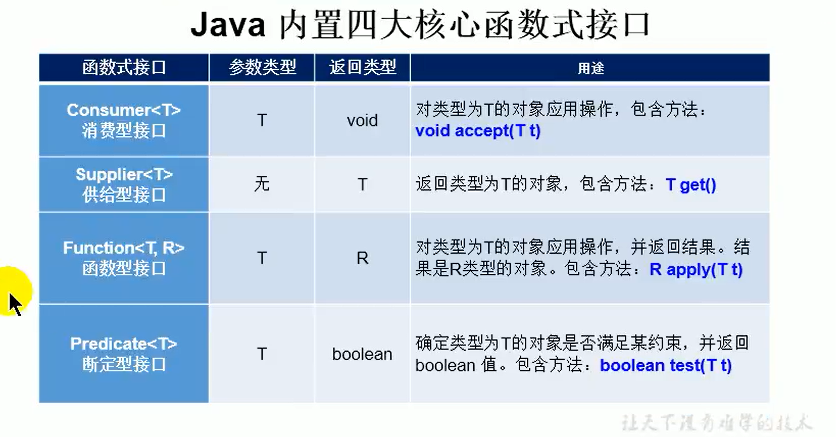 Java 内置四大核心函数式接口
函数式接口 参数类型 返回类型 用途
Consumer<T>
消费型接口
T
void
对类型为T的对象应用操作，包含方法：
void accept(T t)
Supplier<T>
供给型接口
无
T
返回类型为T的对象，包含方法：T get()
Function<T, R>
函数型接口
T
R
对类型为T的对象应用操作，并返回结果。结
果是R类型的对象。包含方法：R apply(T t)
Predicate<T>
断定型接口
T
boolean
确定类型为T的对象是否满足某约束，并返回
boolean 值。包含方法：boolean test(T t)
让天下没有难学的技术